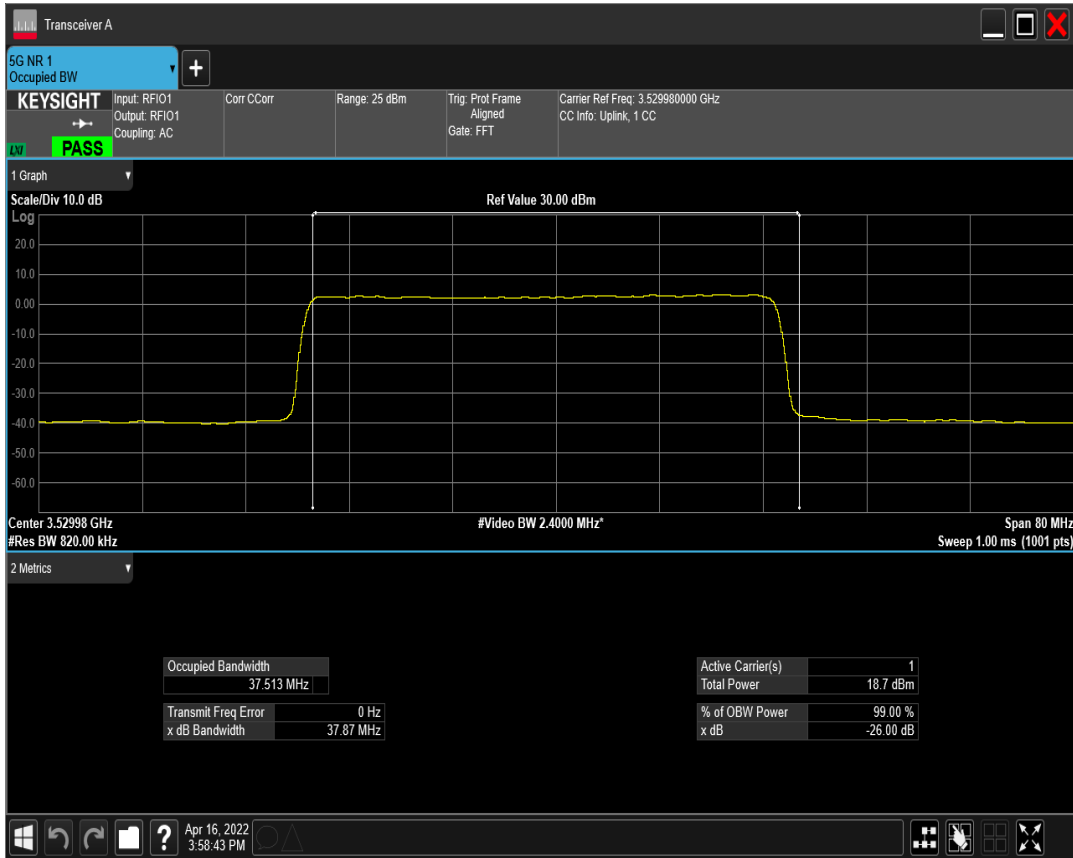 Transceiver A
5G NR 1
Occupied BW
KEYSIGHT
Input: RFIO1
Output: RFIO1
Coupling: AC
Corr CCorr
Range: 25 dBm
Trig: Prot Frame
Aligned
Gate: FFT
Carrier Ref Freq: 3.529980000 GHz
CC Info: Uplink, 1 CC
LXI
PASS
1 Graph
Scale/Div 10.0 dB
Ref Value 30.00 dBm
Log
20.0
10.0
0.00
-10.0
-20.0
-30.0
-40.0
-50.0
-60.0
Center 3.52998 GHz
#Video BW 2.4000 MHz*
Span 80 MHz
#Res BW 820.00 kHz
Sweep 1.00 ms (1001 pts)
2 Metrics
Occupied Bandwidth
37.513 MHz
Transmit Freq Error 0 Hz
x dB Bandwidth 37.87 MHz
Active Carrier(s) 1
Total Power 18.7 dBm
% of OBW Power 99.00 %
x dB -26.00 dB
?
Apr 16, 2022
3:58:43 PM